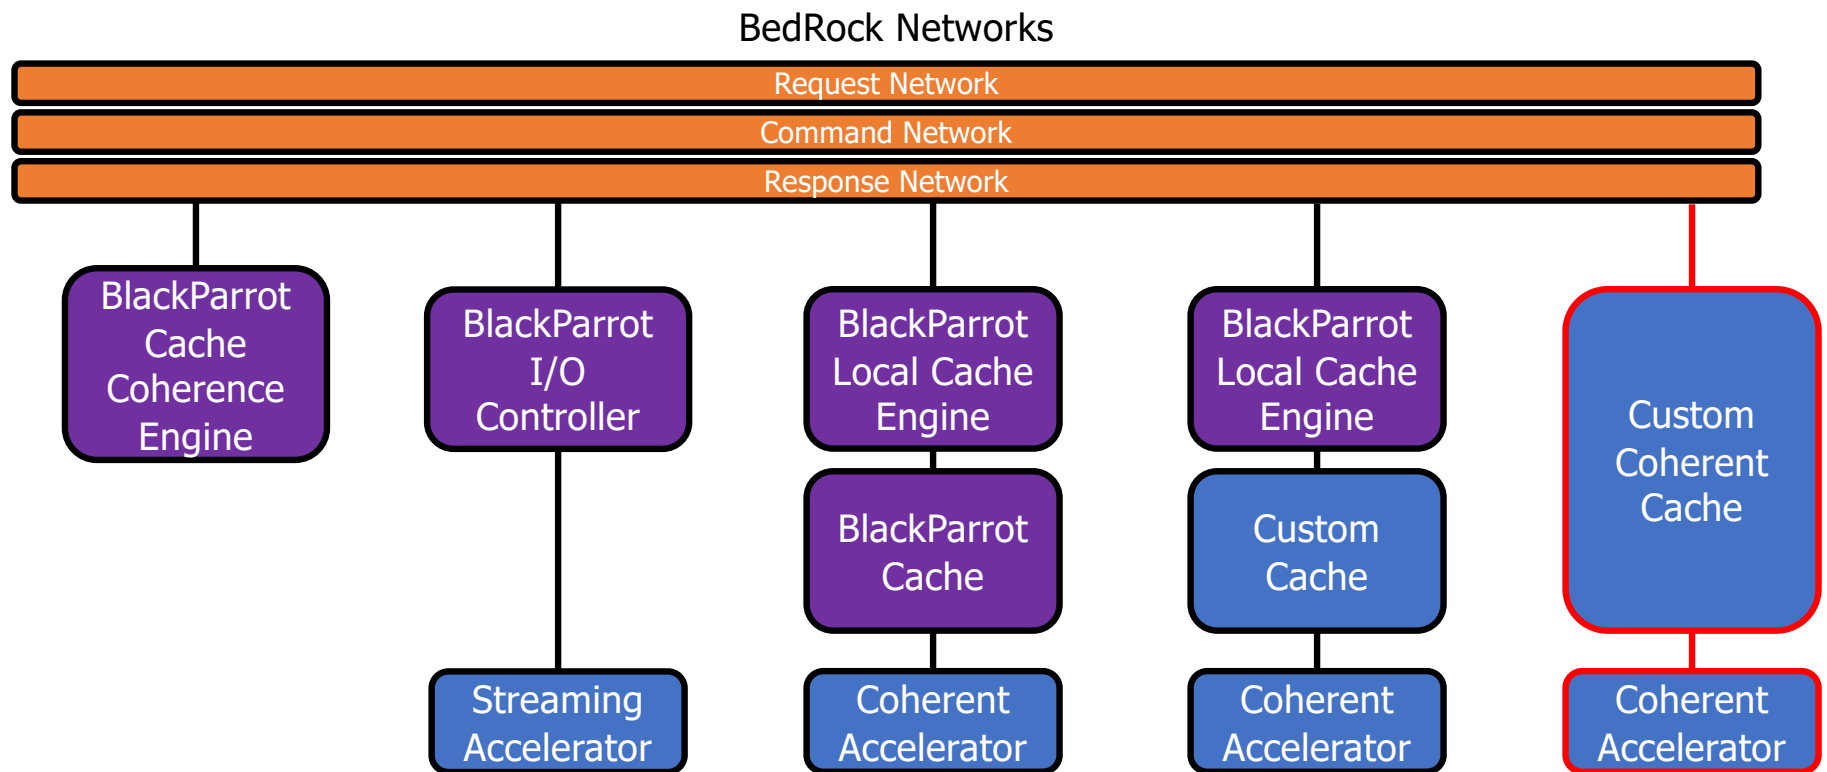 BedRock Networks
Request Network
Command Network
Response Network
BlackParrot
Cache
Coherence
Engine
BlackParrot
I/O
Controller
Streaming
Accelerator
BlackParrot
Local Cache
Engine
BlackParrot
Cache
Coherent
Accelerator
BlackParrot
Local Cache
Engine
Custom
Cache
Coherent
Accelerator
Custom
Coherent
Cache
Coherent
Accelerator